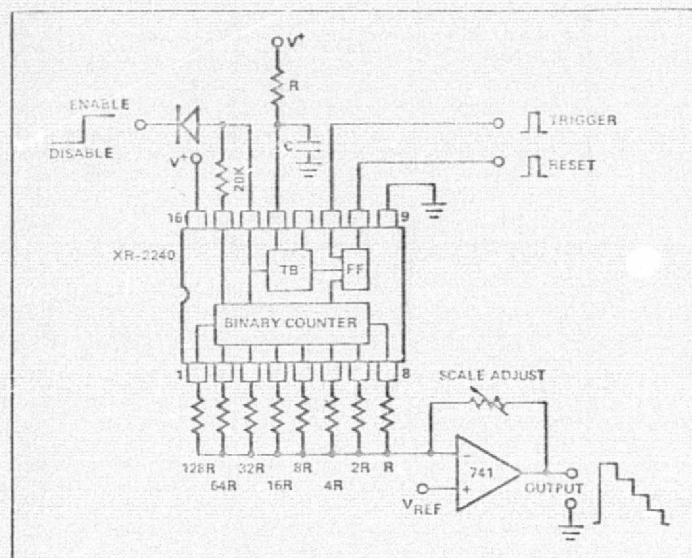 V+
R
ENABLE
DISABLE
V+
20K
C
TRIGGER
RESET
16
9
XR-2240
TB
FF
BINARY COUNTER
1
8
SCALE ADJUST
128R
64R
32R
16R
8R
4R
2R
R
741
-
+
VREF
OUTPUT